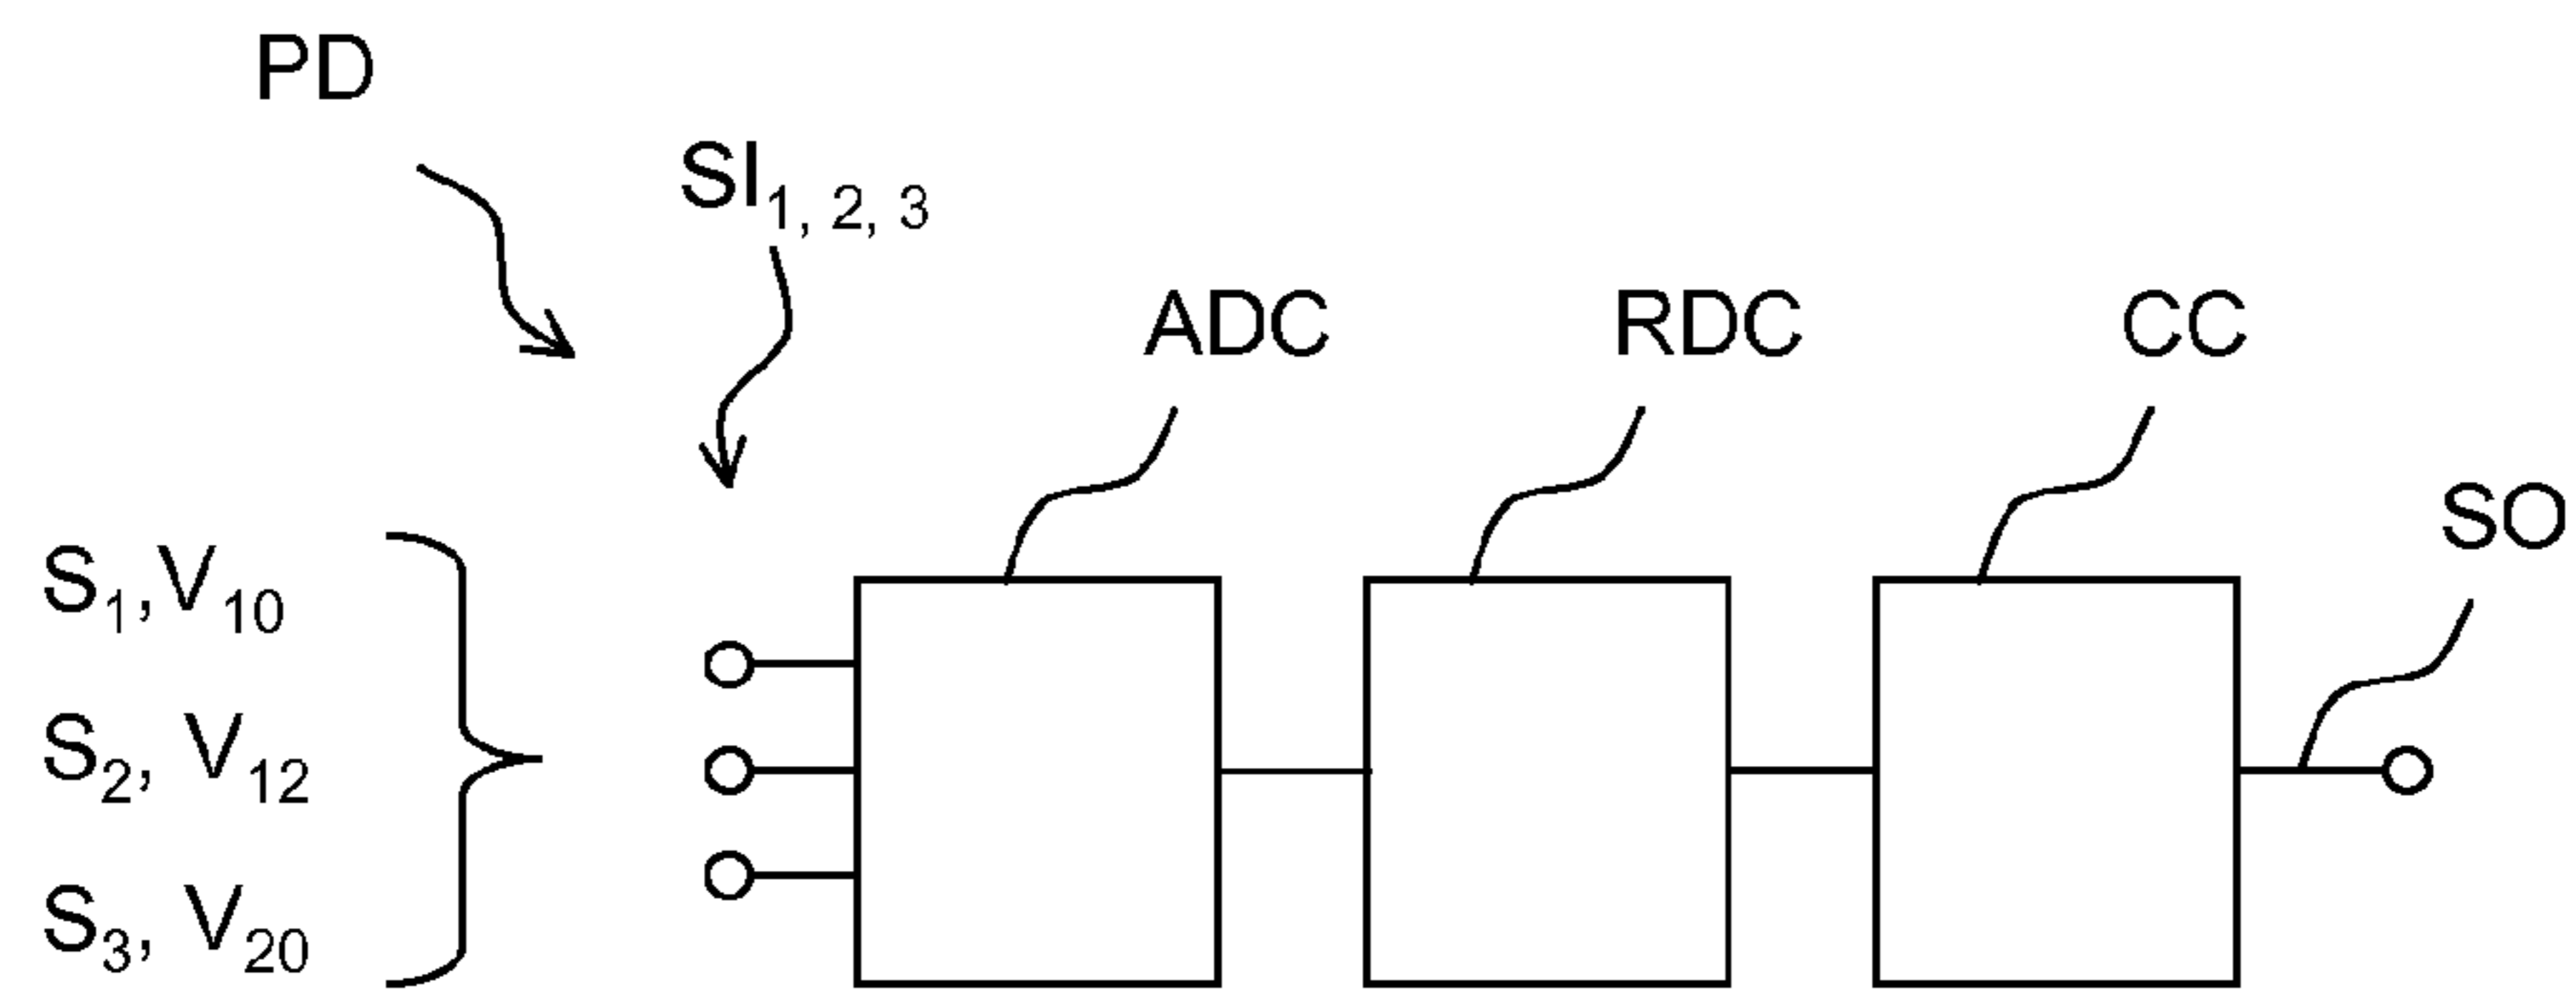 PD
SI1, 2, 3
ADC
RDC
CC
SO
S1,V10
S2, V12
S3, V20